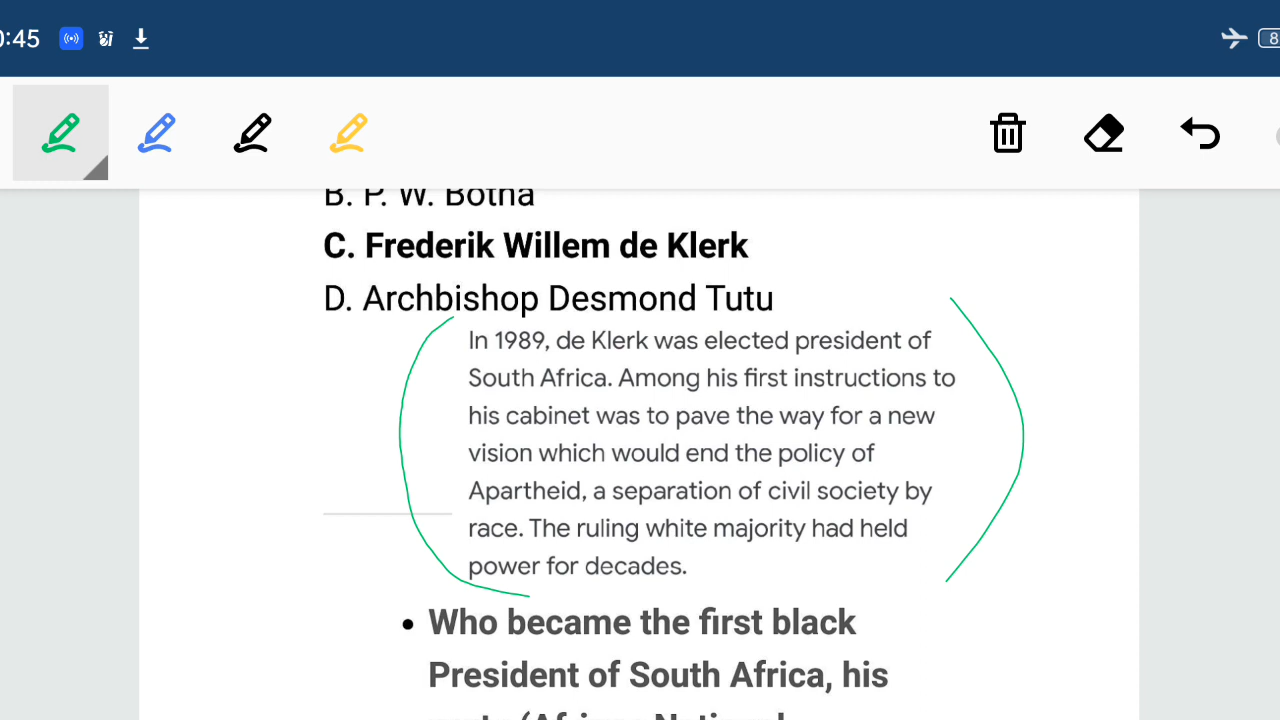 0:45
8
B. P. W. Botha
C. Frederik Willem de Klerk
D. Archbishop Desmond Tutu
In 1989, de Klerk was elected president of
South Africa. Among his first instructions to
his cabinet was to pave the way for a new
vision which would end the policy of
Apartheid, a separation of civil society by
race. The ruling white majority had held
power for decades.
• Who became the first black
President of South Africa, his